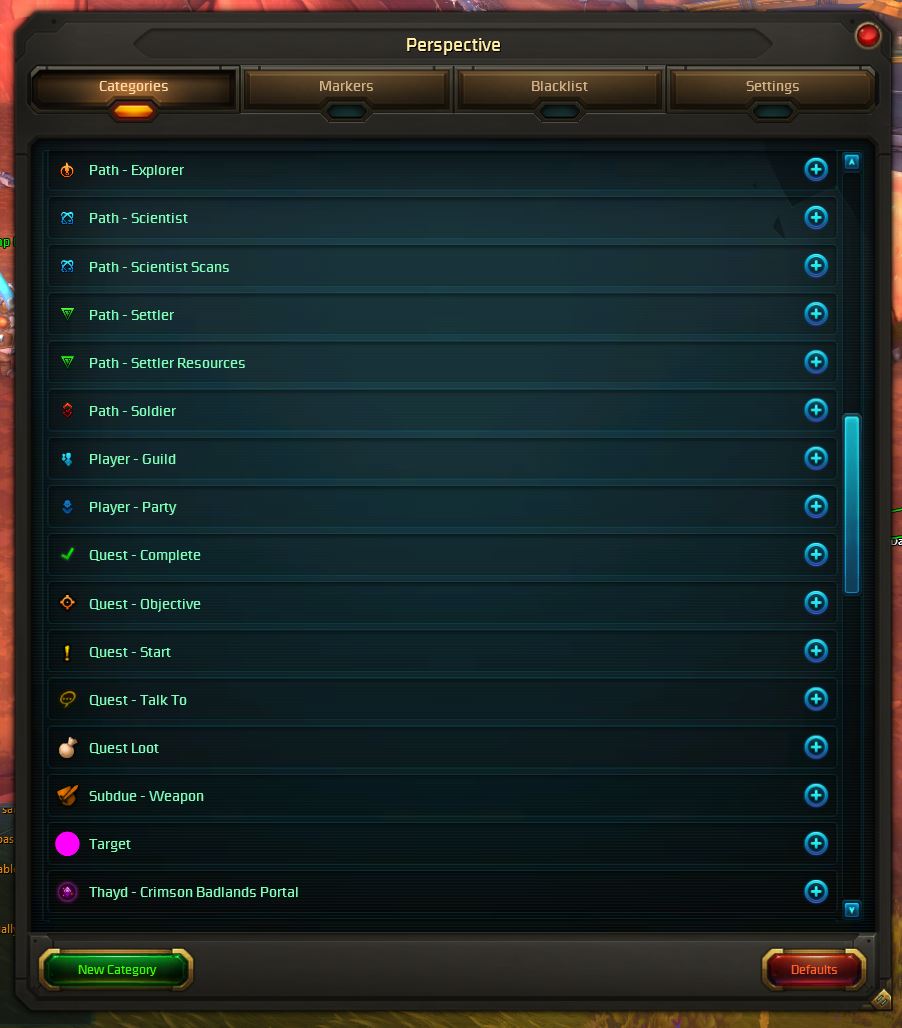 Perspective
Categories
Markers
Blacklist
Settings
Path - Explorer
Path - Scientist
Path - Scientist Scans
Path - Settler
Path - Settler Resources
Path - Soldier
Player - Guild
Player - Party
Quest - Complete
Quest - Objective
Quest - Start
Quest - Talk To
Quest Loot
Subdue - Weapon
Target
Thayd - Crimson Badlands Portal
New Category
Defaults